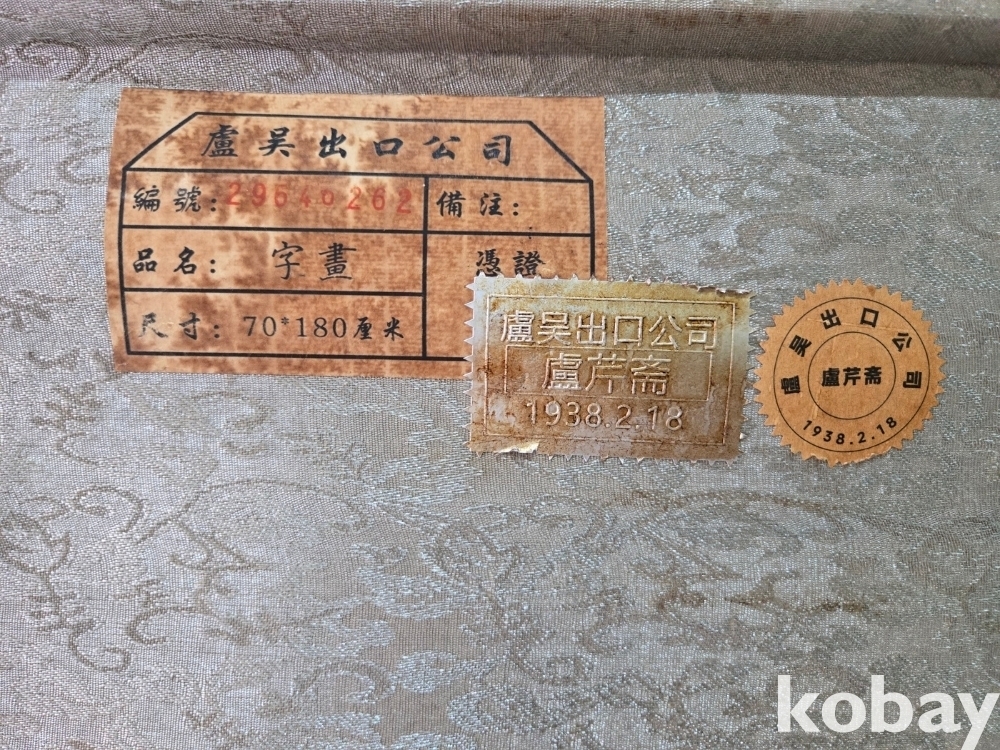 盧吴出口公司
編號:29540262
備注:
品名:字畫
憑證
尺寸:70*180厘米
盧吴出口公司
盧芹斋
1938.2.18
盧吴出口公司
盧芹斋
1938.2.18
kobay